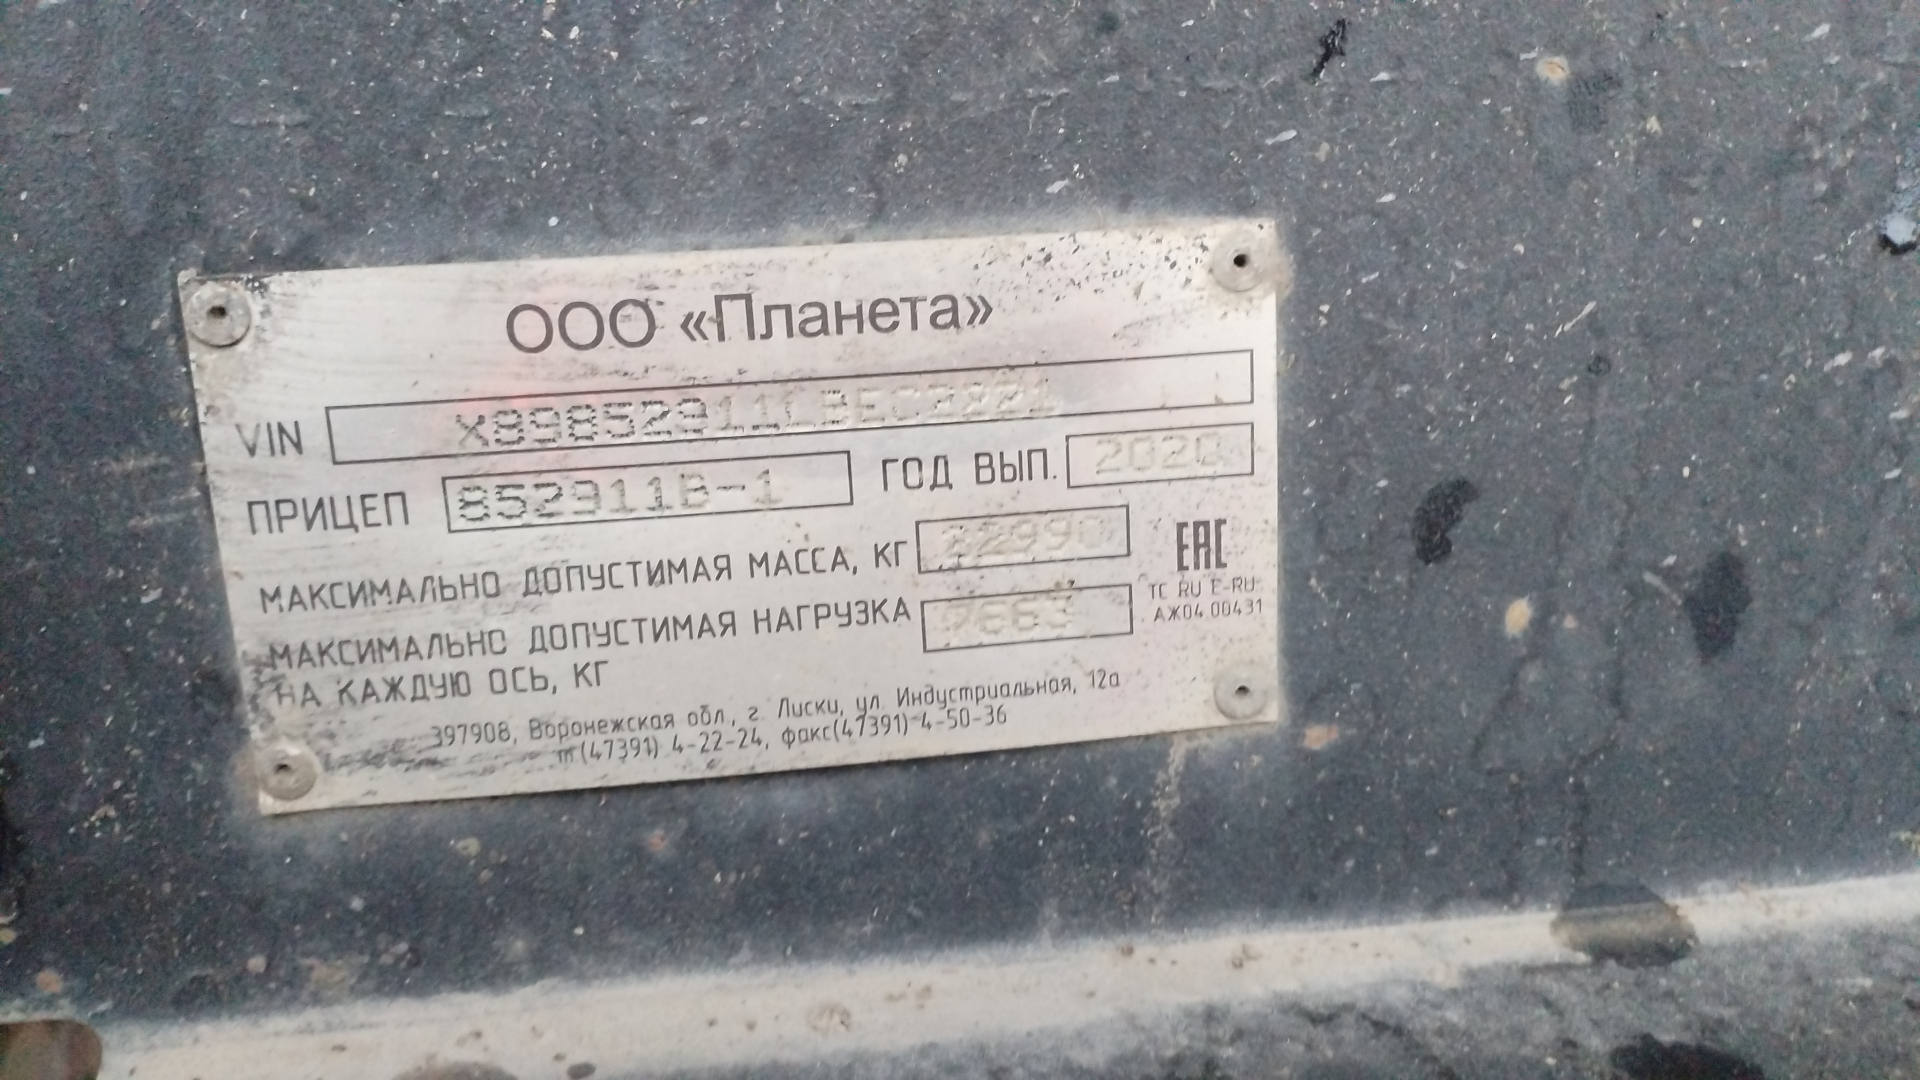 ООО «Планета»
VIN
ПРИЦЕП 852911В-1 ГОД ВЫП. 2020
МАКСИМАЛЬНО ДОПУСТИМАЯ МАССА, КГ
EAC
МАКСИМАЛЬНО ДОПУСТИМАЯ НАГРУЗКА
НА КАЖДУЮ ОСЬ, КГ
ТС RU Е-RU.
АЖ04.00431
397908, Воронежская обл., г. Лиски, ул. Индустриальная, 12а
т.(47391) 4-22-24, факс(47391) 4-50-36